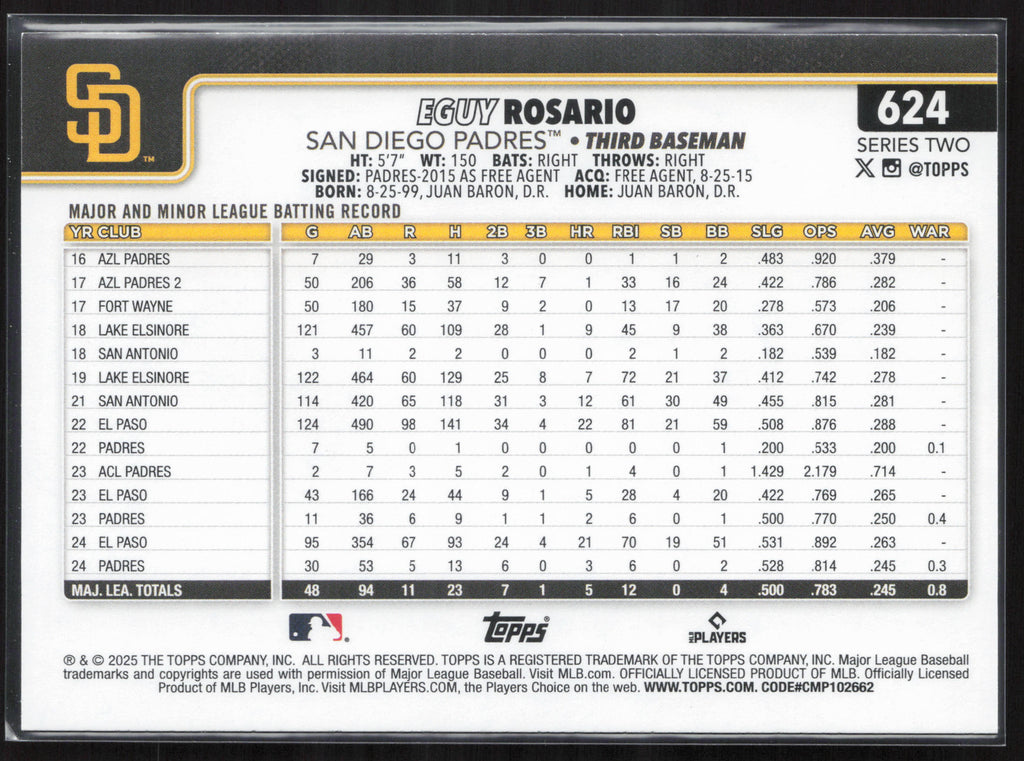 SD™
EGUY ROSARIO
624
SAN DIEGO PADRES™ • THIRD BASEMAN
SERIES TWO
HT: 5'7" WT: 150 BATS: RIGHT THROWS: RIGHT
@TOPPS
SIGNED: PADRES-2015 AS FREE AGENT ACQ: FREE AGENT, 8-25-15
BORN: 8-25-99, JUAN BARON, D.R. HOME: JUAN BARON, D.R.
MAJOR AND MINOR LEAGUE BATTING RECORD
YR CLUB G AB R H 2B 3B HR RBI SB BB SLG OPS AVG WAR
16 AZL PADRES 7 29 3 11 3 0 0 1 1 2 .483 .920 .379 -
17 AZL PADRES 2 50 206 36 58 12 7 1 33 16 24 .422 .786 .282 -
17 FORT WAYNE 50 180 15 37 9 2 0 13 17 20 .278 .573 .206 -
18 LAKE ELSINORE 121 457 60 109 28 1 9 45 9 38 .363 .670 .239 -
18 SAN ANTONIO 3 11 2 2 0 0 0 2 1 2 .182 .539 .182 -
19 LAKE ELSINORE 122 464 60 129 25 8 7 72 21 37 .412 .742 .278 -
21 SAN ANTONIO 114 420 65 118 31 3 12 61 30 49 .455 .815 .281 -
22 EL PASO 124 490 98 141 34 4 22 81 21 59 .508 .876 .288 -
22 PADRES 7 5 0 1 0 0 0 0 0 1 .200 .533 .200 0.1
23 ACL PADRES 2 7 3 5 2 0 1 4 0 1 1.429 2.179 .714 -
23 EL PASO 43 166 24 44 9 1 5 28 4 20 .422 .769 .265 -
23 PADRES 11 36 6 9 1 1 2 6 0 1 .500 .770 .250 0.4
24 EL PASO 95 354 67 93 24 4 21 70 19 51 .531 .892 .263 -
24 PADRES 30 53 5 13 6 0 3 6 0 2 .528 .814 .245 0.3
MAJ. LEA. TOTALS 48 94 11 23 7 1 5 12 0 4 .500 .783 .245 0.8
Topps® MLB PLAYERS
® & © 2025 THE TOPPS COMPANY, INC. ALL RIGHTS RESERVED. TOPPS IS A REGISTERED TRADEMARK OF THE TOPPS COMPANY, INC. Major League Baseball
trademarks and copyrights are used with permission of Major League Baseball. Visit MLB.com. OFFICIALLY LICENSED PRODUCT OF MLB. Officially Licensed
Product of MLB Players, Inc. Visit MLBPLAYERS.COM, the Players Choice on the web. WWW.TOPPS.COM. CODE#CMP102662